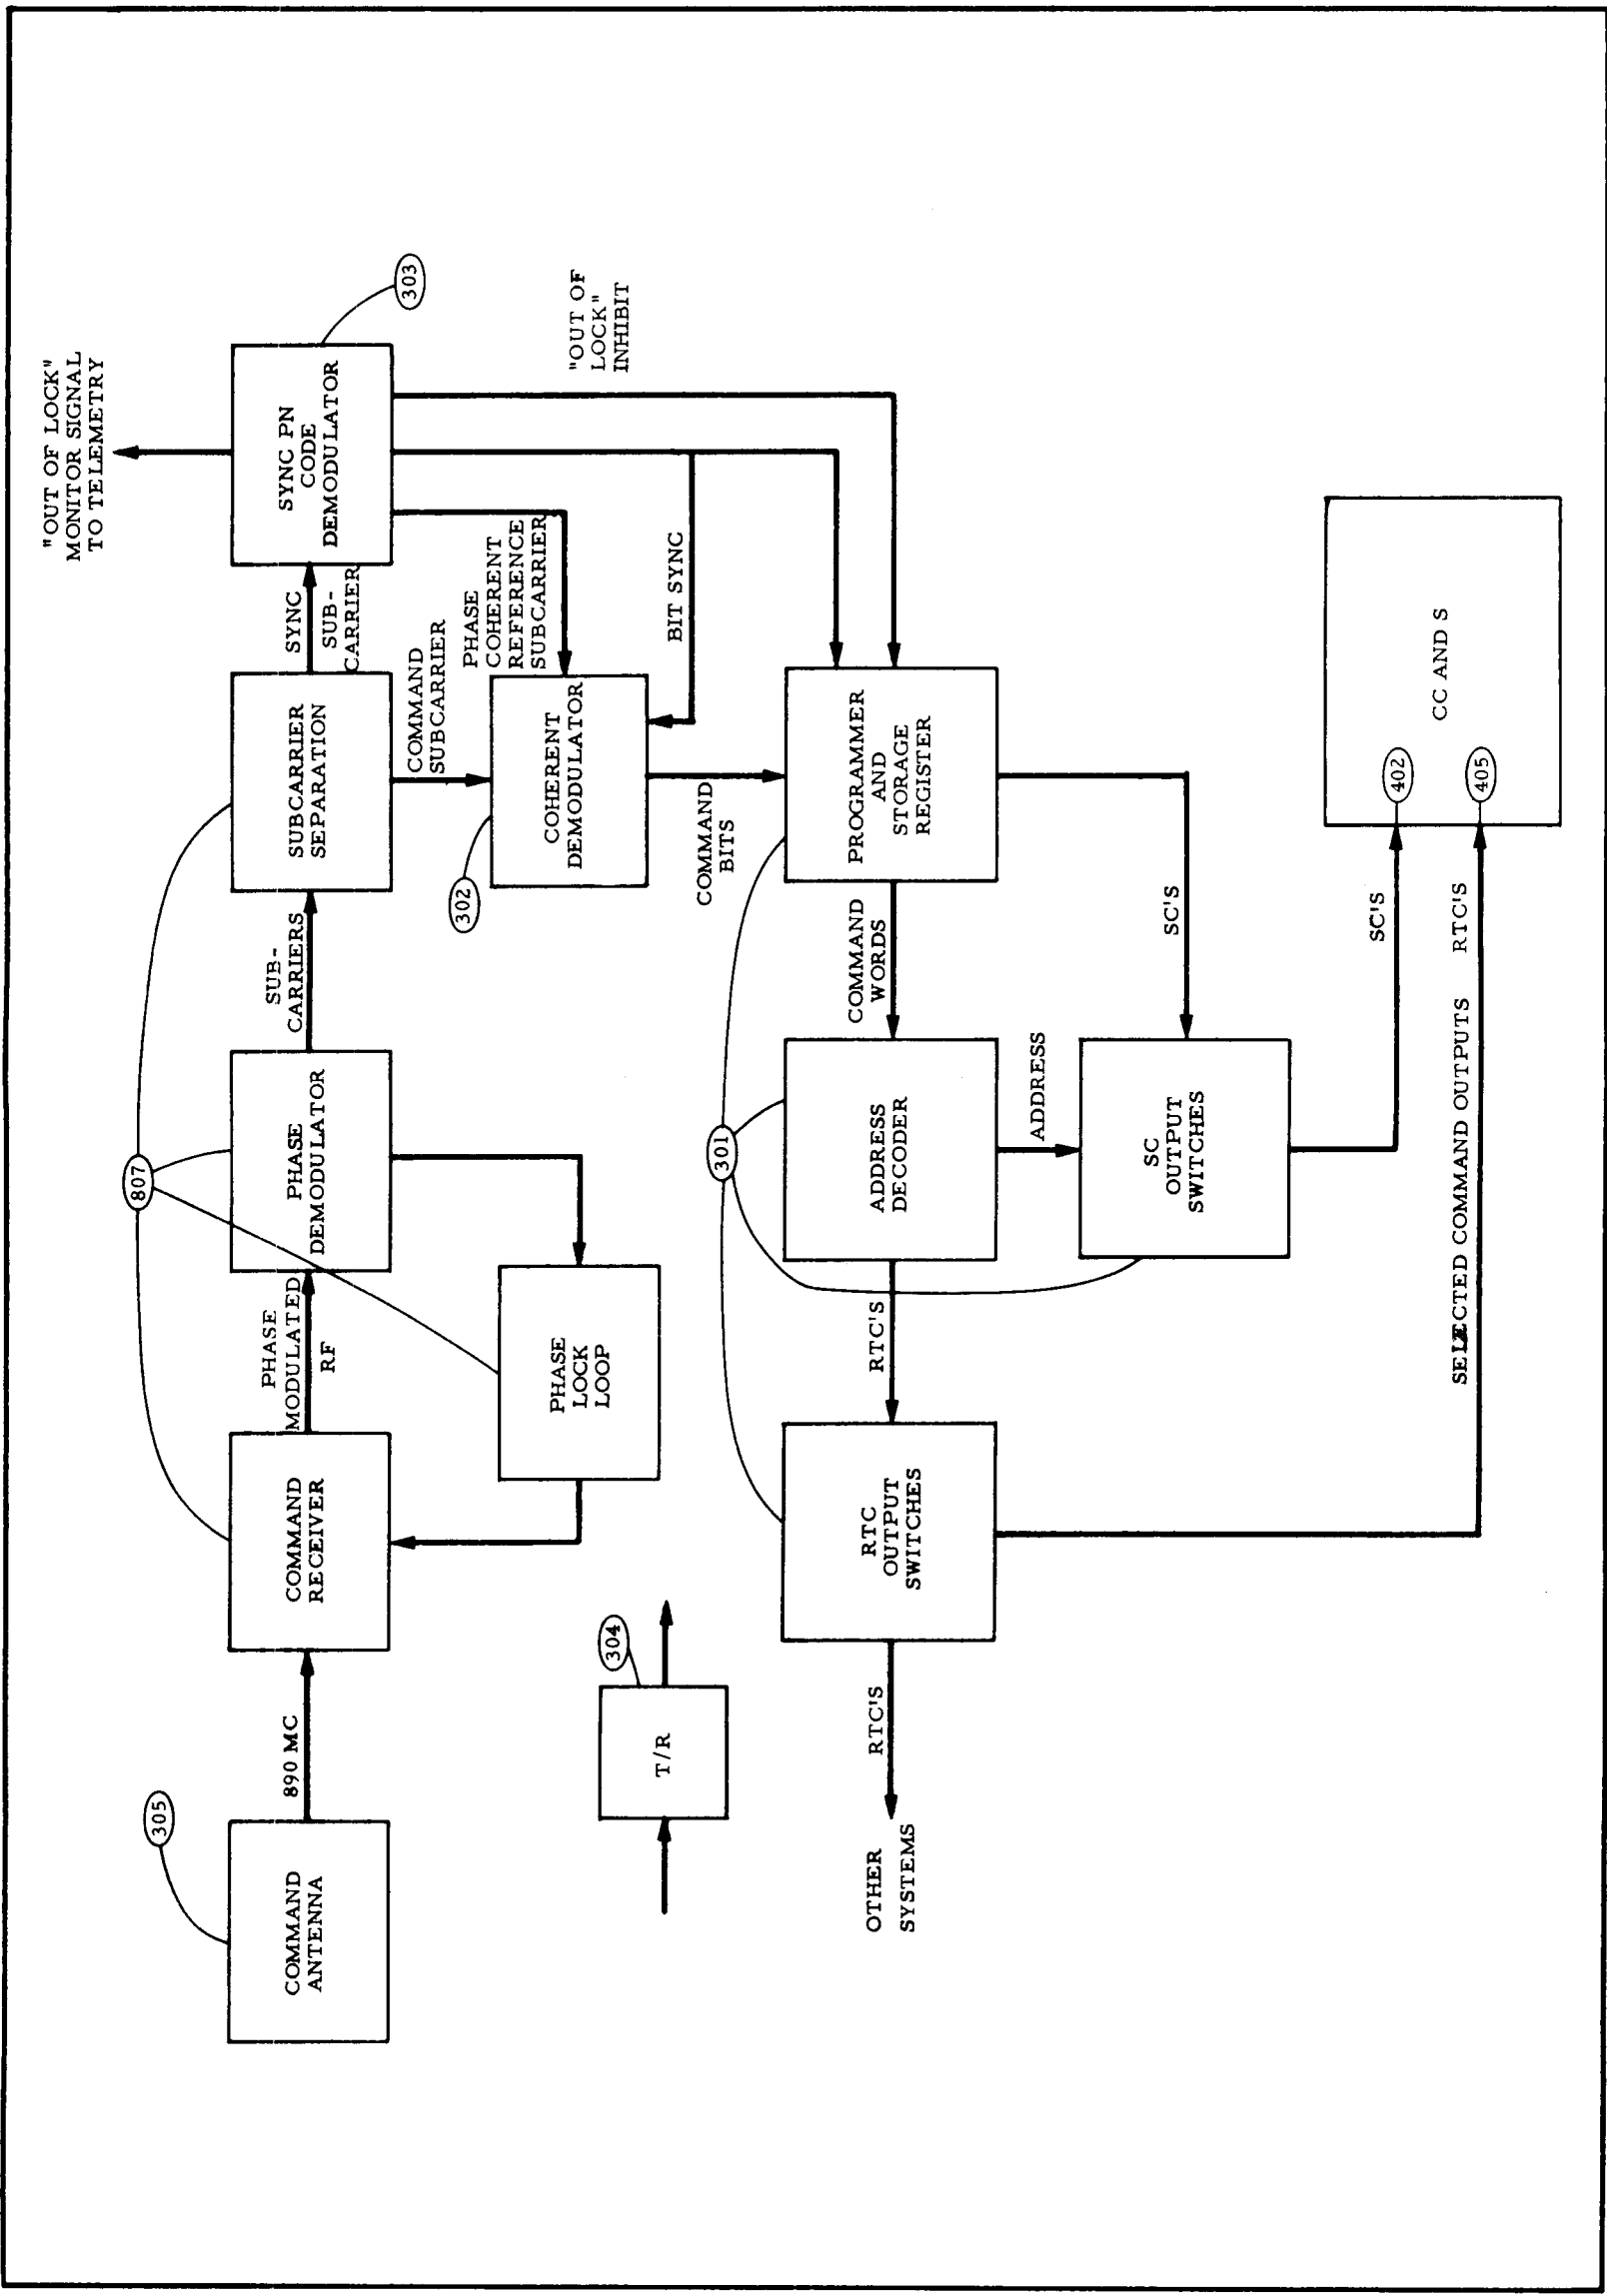 "OUT OF LOCK"
MONITOR SIGNAL
TO TELEMETRY
305
807
303
COMMAND
ANTENNA
890 MC
COMMAND
RECEIVER
PHASE
MODULATED
RF
PHASE
DEMODULATOR
SUB-
CARRIERS
SUBCARRIER
SEPARATION
SYNC
SUB-
CARRIER
SYNC PN
CODE
DEMODULATOR
COMMAND
SUBCARRIER
PHASE
COHERENT
REFERENCE
SUBCARRIER
"OUT OF
LOCK"
INHIBIT
302
PHASE
LOCK
LOOP
COHERENT
DEMODULATOR
BIT SYNC
304
T/R
COMMAND
BITS
301
OTHER
SYSTEMS
RTC'S
RTC
OUTPUT
SWITCHES
RTC'S
ADDRESS
DECODER
COMMAND
WORDS
PROGRAMMER
AND
STORAGE
REGISTER
ADDRESS
SC
OUTPUT
SWITCHES
SC'S
SC'S
402
CC AND S
SELECTED COMMAND OUTPUTS RTC'S
405